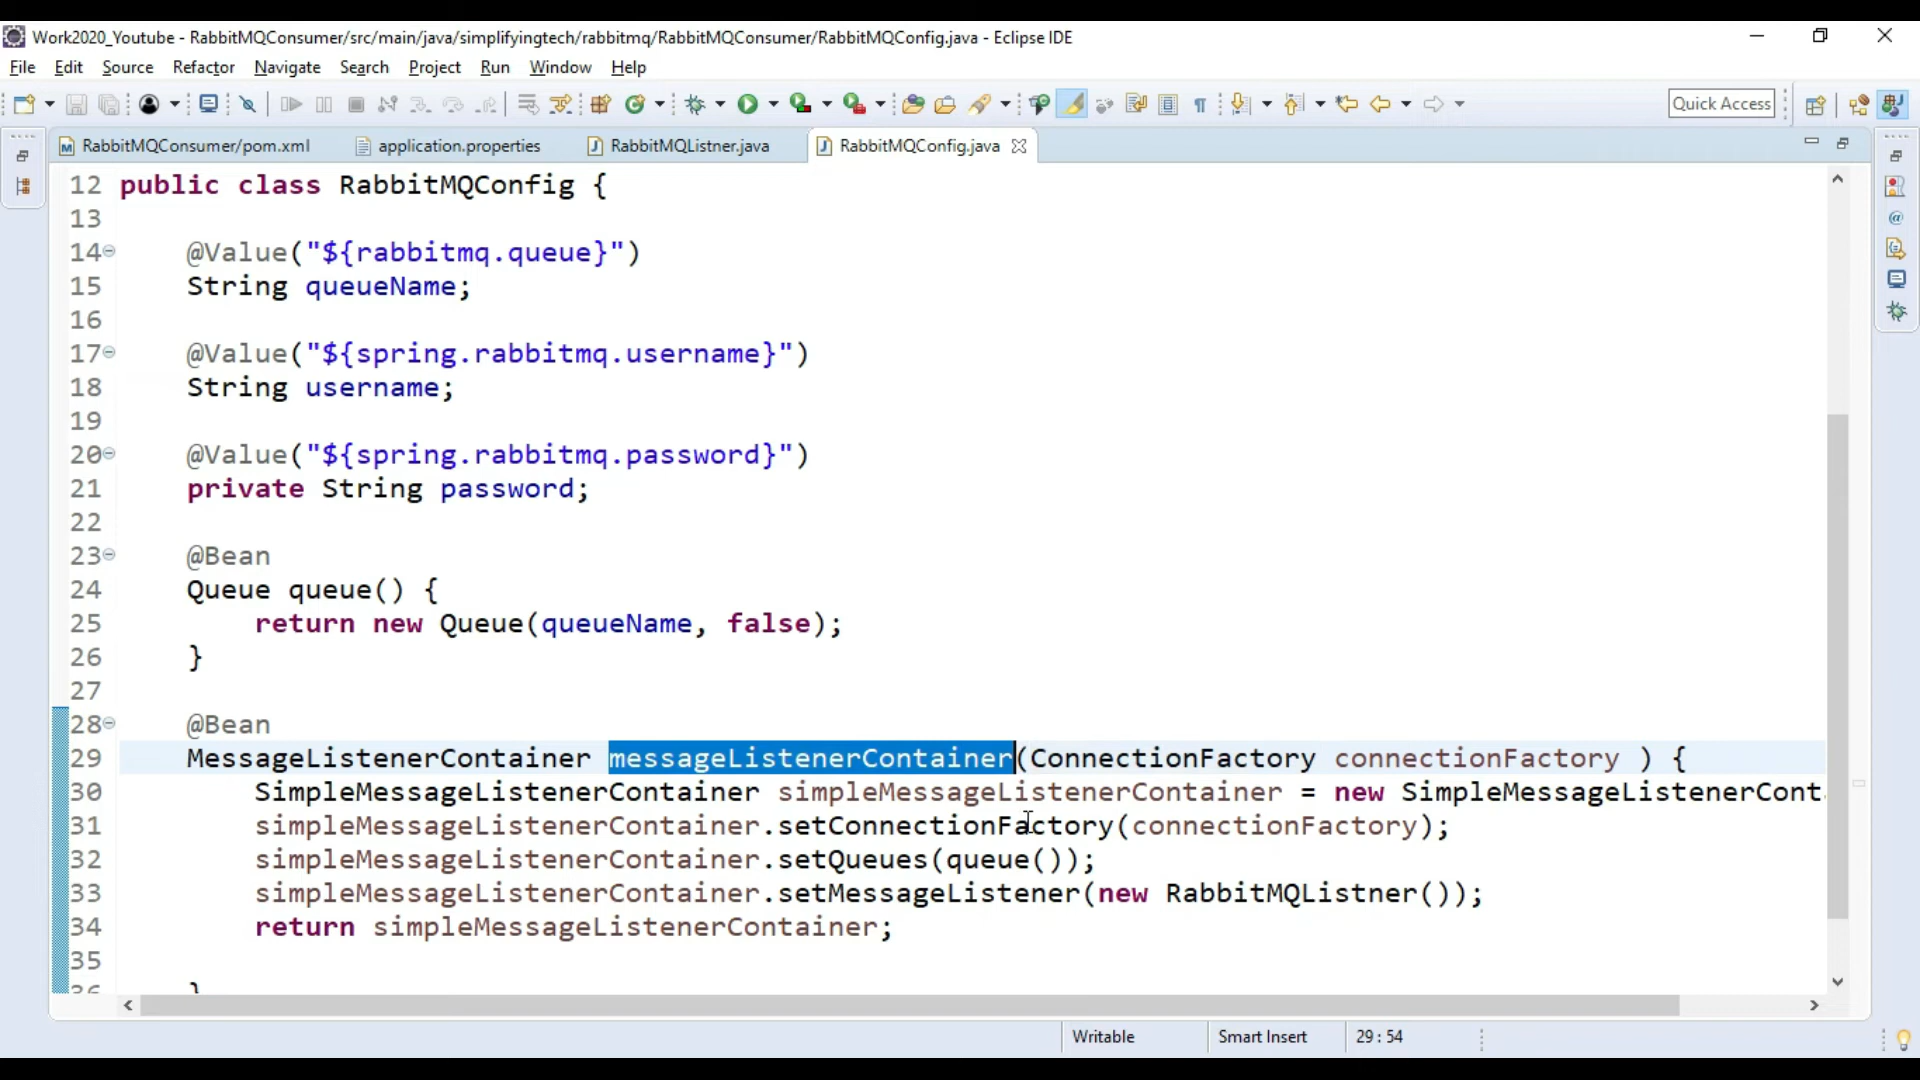 Work2020_Youtube - RabbitMQConsumer/src/main/java/simplifyingtech/rabbitmq/RabbitMQConsumer/RabbitMQConfig.java - Eclipse IDE
File Edit Source Refactor Navigate Search Project Run Window Help
Quick Access
RabbitMQConsumer/pom.xml application.properties RabbitMQListner.java RabbitMQConfig.java
12 public class RabbitMQConfig {
13
14 @Value("${rabbitmq.queue}")
15 String queueName;
16
17 @Value("${spring.rabbitmq.username}")
18 String username;
19
20 @Value("${spring.rabbitmq.password}")
21 private String password;
22
23 @Bean
24 Queue queue() {
25 return new Queue(queueName, false);
26 }
27
28 @Bean
29 MessageListenerContainer messageListenerContainer(ConnectionFactory connectionFactory ) {
30 SimpleMessageListenerContainer simpleMessageListenerContainer = new SimpleMessageListenerCont
31 simpleMessageListenerContainer.setConnectionFactory(connectionFactory);
32 simpleMessageListenerContainer.setQueues(queue());
33 simpleMessageListenerContainer.setMessageListener(new RabbitMQListner());
34 return simpleMessageListenerContainer;
35
36 }
Writable Smart Insert 29 : 54